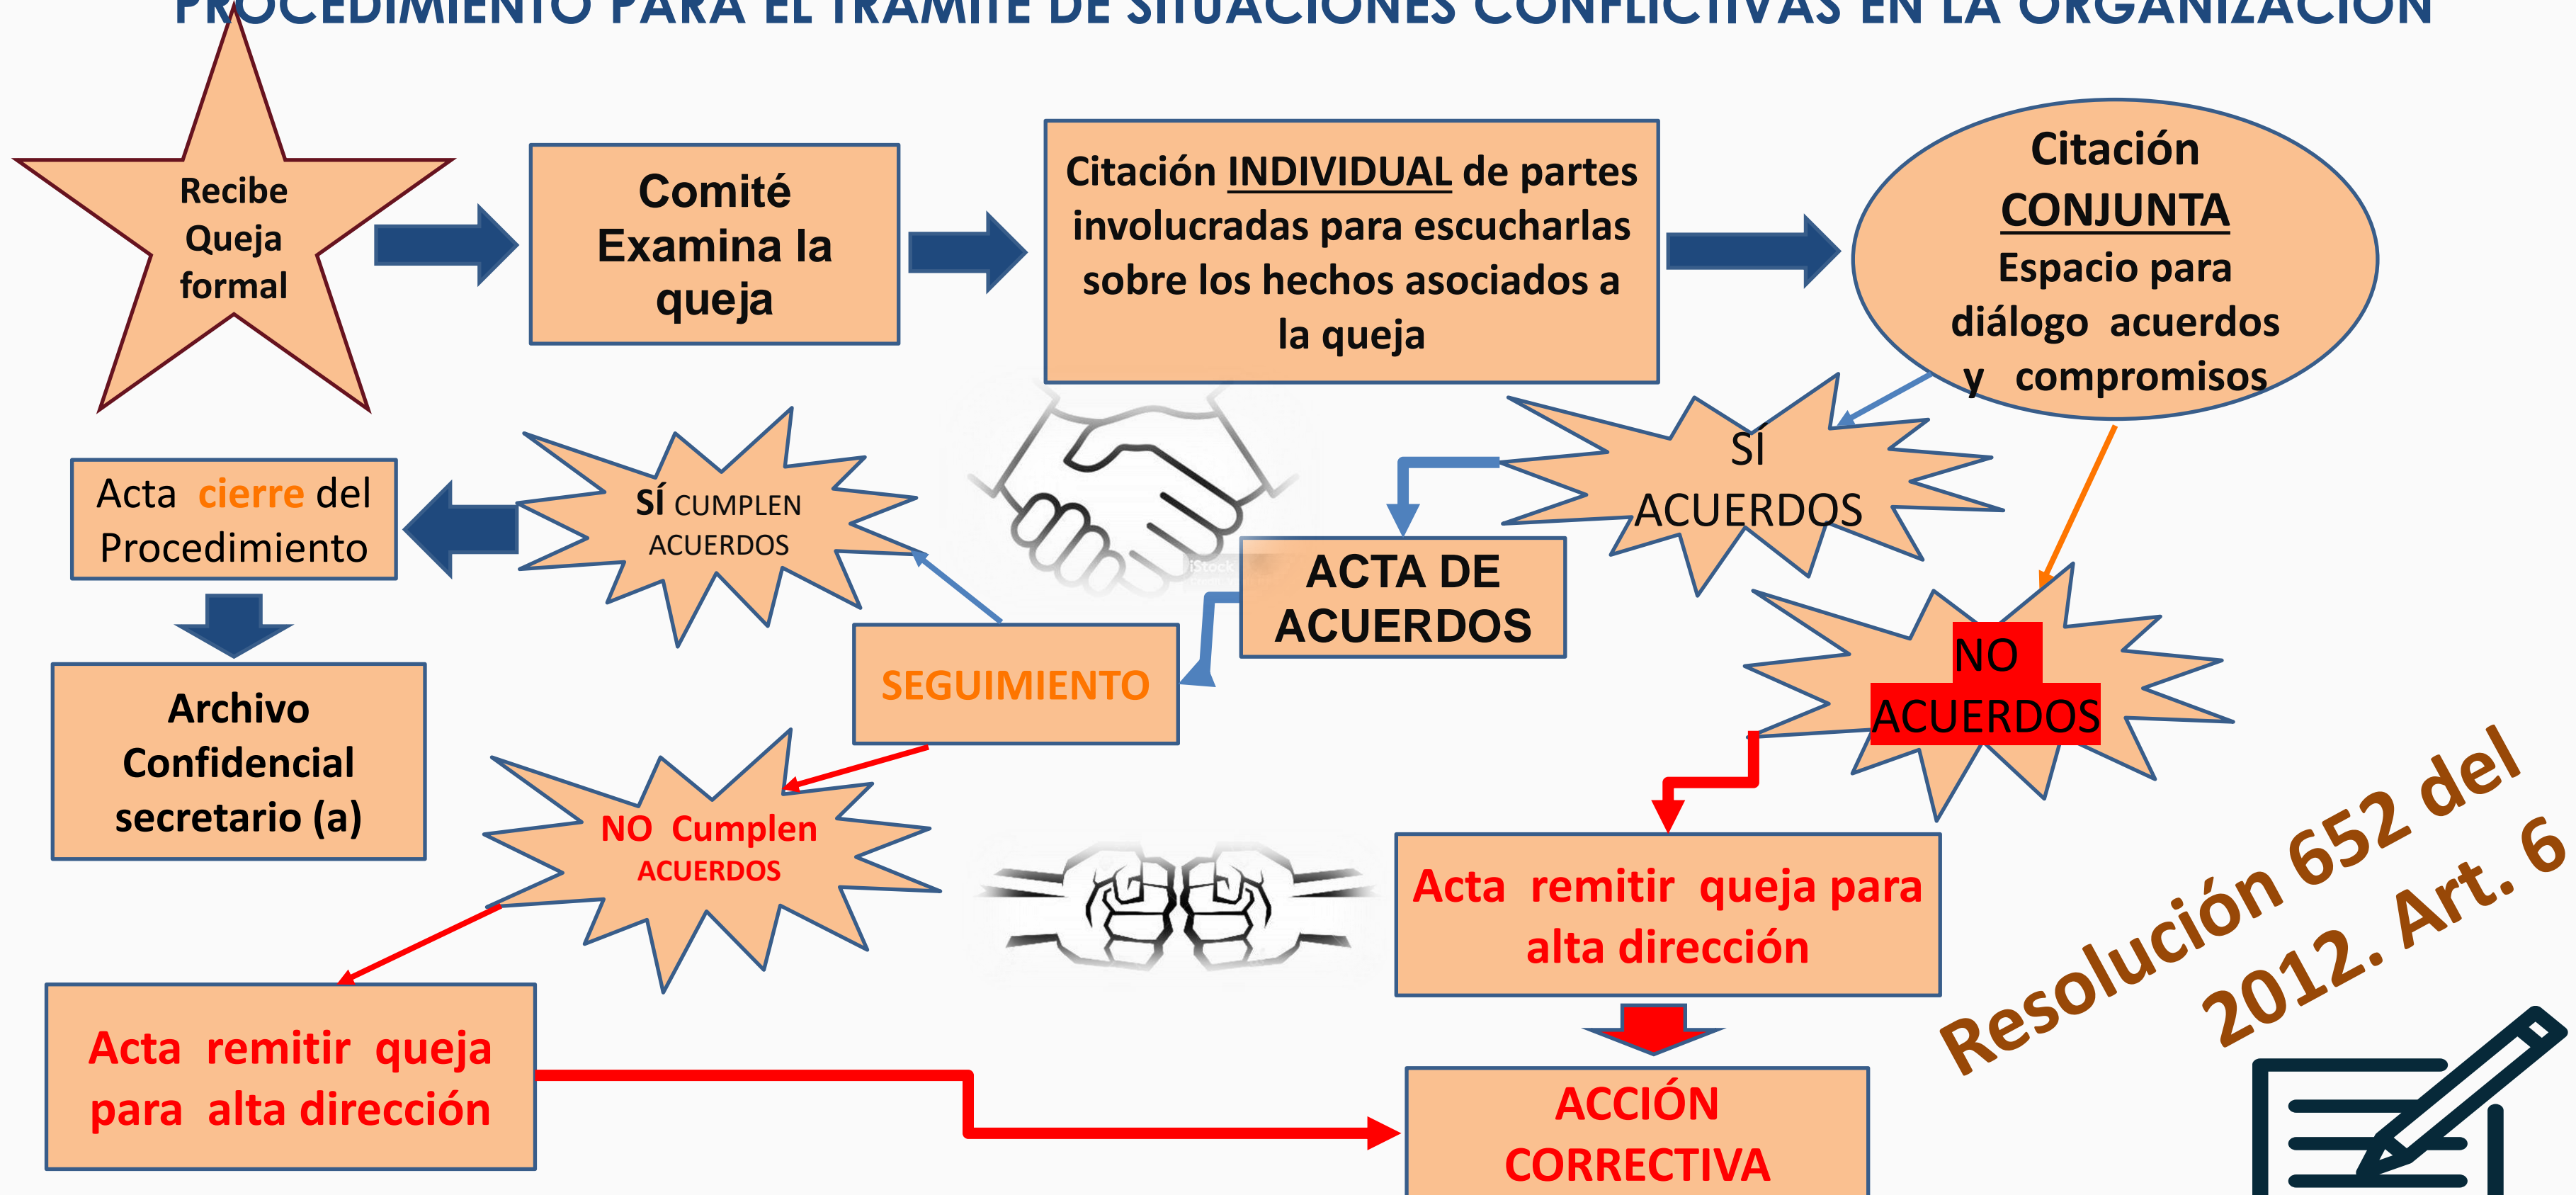 PROCEDIMIENTO PARA EL TRÁMITE DE SITUACIONES CONFLICTIVAS EN LA ORGANIZACIÓN
Recibe
Queja
formal
Comité
Examina la
queja
Citación INDIVIDUAL de partes
involucradas para escucharlas
sobre los hechos asociados a
la queja
Citación
CONJUNTA
Espacio para
diálogo acuerdos
y compromisos
SÍ
ACUERDOS
NO
ACUERDOS
ACTA DE
ACUERDOS
SEGUIMIENTO
SÍ CUMPLEN
ACUERDOS
Acta cierre del
Procedimiento
Archivo
Confidencial
secretario (a)
NO Cumplen
ACUERDOS
Acta remitir queja
para alta dirección
Acta remitir queja para
alta dirección
ACCIÓN
CORRECTIVA
Resolución 652 del
2012. Art. 6
iStock